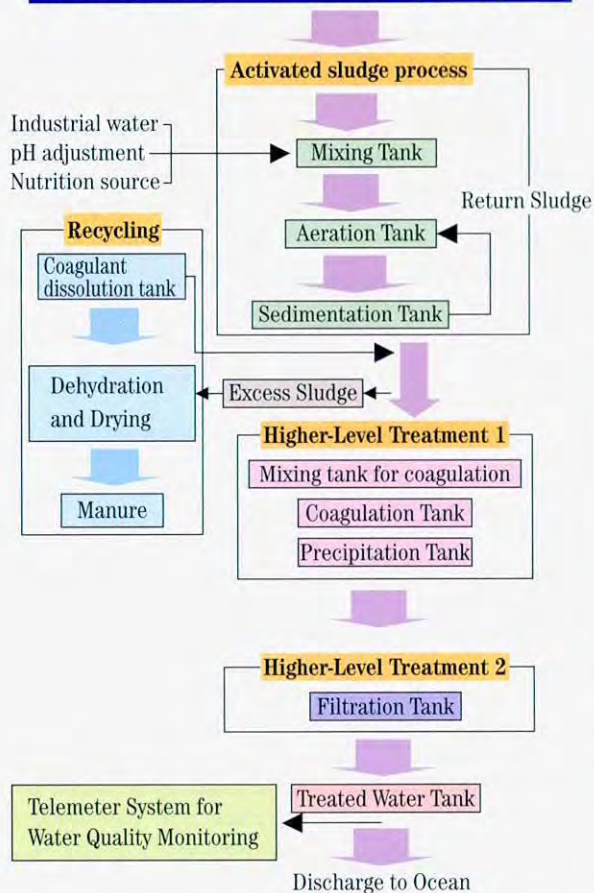 Activated sludge process
Industrial water
pH adjustment
Nutrition source
Mixing Tank
Return Sludge
Aeration Tank
Sedimentation Tank
Recycling
Coagulant
dissolution tank
Dehydration
and Drying
Excess Sludge
Manure
Higher-Level Treatment 1
Mixing tank for coagulation
Coagulation Tank
Precipitation Tank
Higher-Level Treatment 2
Filtration Tank
Treated Water Tank
Telemeter System for
Water Quality Monitoring
Discharge to Ocean